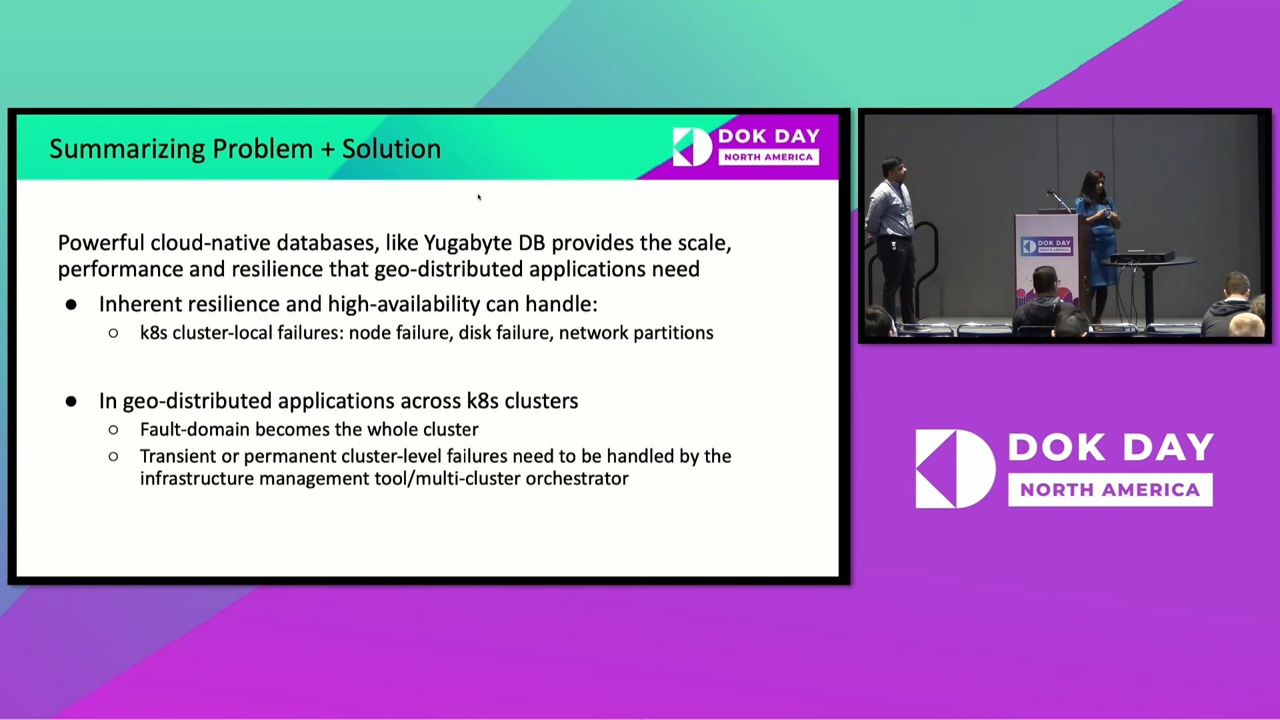 Summarizing Problem + Solution
DOK DAY
NORTH AMERICA
Powerful cloud-native databases, like Yugabyte DB provides the scale,
performance and resilience that geo-distributed applications need
● Inherent resilience and high-availability can handle:
○ k8s cluster-local failures: node failure, disk failure, network partitions
● In geo-distributed applications across k8s clusters
○ Fault-domain becomes the whole cluster
○ Transient or permanent cluster-level failures need to be handled by the
infrastructure management tool/multi-cluster orchestrator
DOK DAY
DOK DAY
NORTH AMERICA